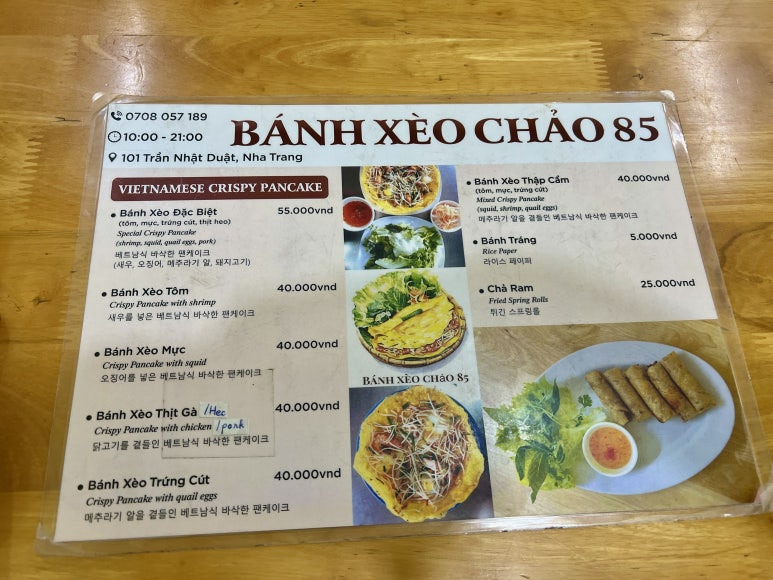 0708 057 189
10:00 - 21:00
101 Trần Nhật Duật, Nha Trang
BÁNH XÈO CHẢO 85
VIETNAMESE CRISPY PANCAKE
• Bánh Xèo Đặc Biệt 55.000vnd
(tôm, mực, trứng cút, thịt heo)
Special Crispy Pancake
(shrimp, squid, quail eggs, pork)
베트남식 바삭한 팬케이크
(새우, 오징어, 메추라기 알, 돼지고기)
• Bánh Xèo Tôm 40.000vnd
Crispy Pancake with shrimp
새우를 넣은 베트남식 바삭한 팬케이크
• Bánh Xèo Mực 40.000vnd
Crispy Pancake with squid
오징어를 넣은 베트남식 바삭한 팬케이크
• Bánh Xèo Thịt Gà /Heo 40.000vnd
Crispy Pancake with chicken /pork
닭고기를 곁들인 베트남식 바삭한 팬케이크
• Bánh Xèo Trứng Cút 40.000vnd
Crispy Pancake with quail eggs
메추라기 알을 곁들인 베트남식 바삭한 팬케이크
BÁNH XÈO CHảO 85
• Bánh Xèo Thập Cẩm 40.000vnd
(tôm, mực, trứng cút)
Mixed Crispy Pancake
(squid, shrimp, quail eggs)
메추라기 알을 곁들인 베트남식 바삭한 팬케이크
• Bánh Tráng 5.000vnd
Rice Paper
라이스 페이퍼
• Chả Ram 25.000vnd
Fried Spring Rolls
튀긴 스프링롤